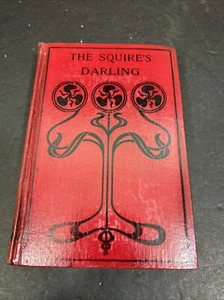 THE SQUIRE'S
DARLING